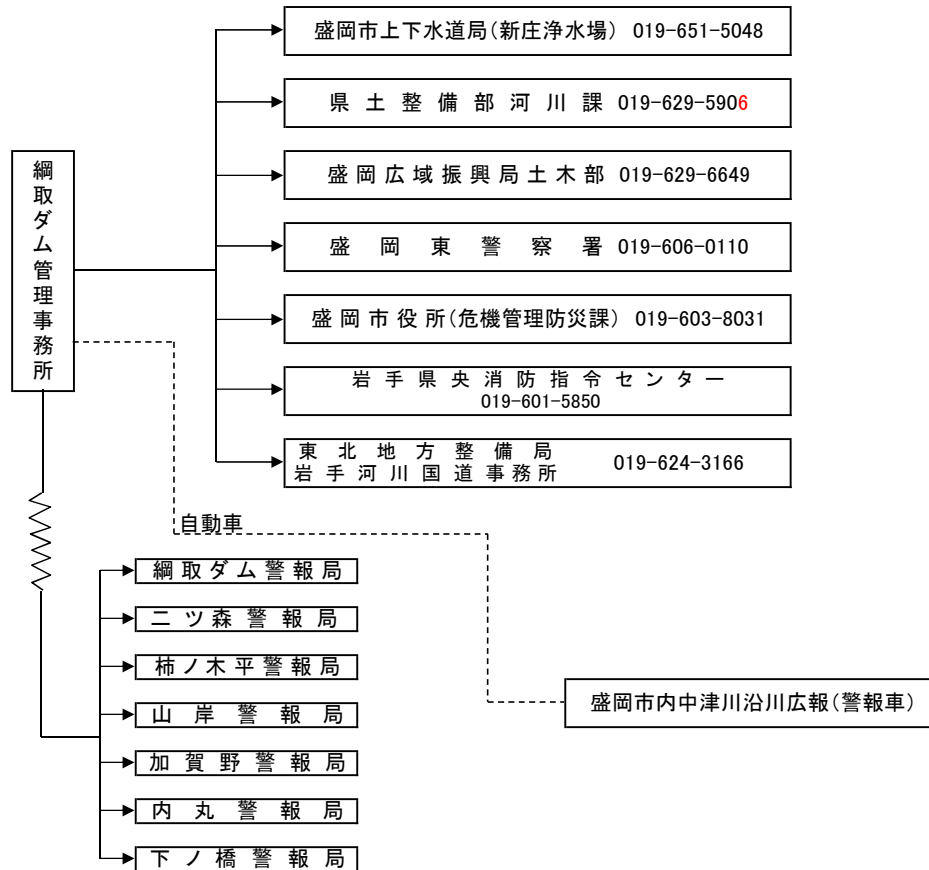 盛岡市上下水道局(新庄浄水場) 019-651-5048
県土整備部河川課 019-629-5906
盛岡広域振興局土木部 019-629-6649
盛岡東警察署 019-606-0110
盛岡市役所(危機管理防災課) 019-603-8031
岩手県央消防指令センター
019-601-5850
東北地方整備局
岩手河川国道事務所 019-624-3166
綱取ダム管理事務所
自動車
綱取ダム警報局
二ツ森警報局
柿ノ木平警報局
山岸警報局
加賀野警報局
内丸警報局
下ノ橋警報局
盛岡市内中津川沿川広報(警報車)